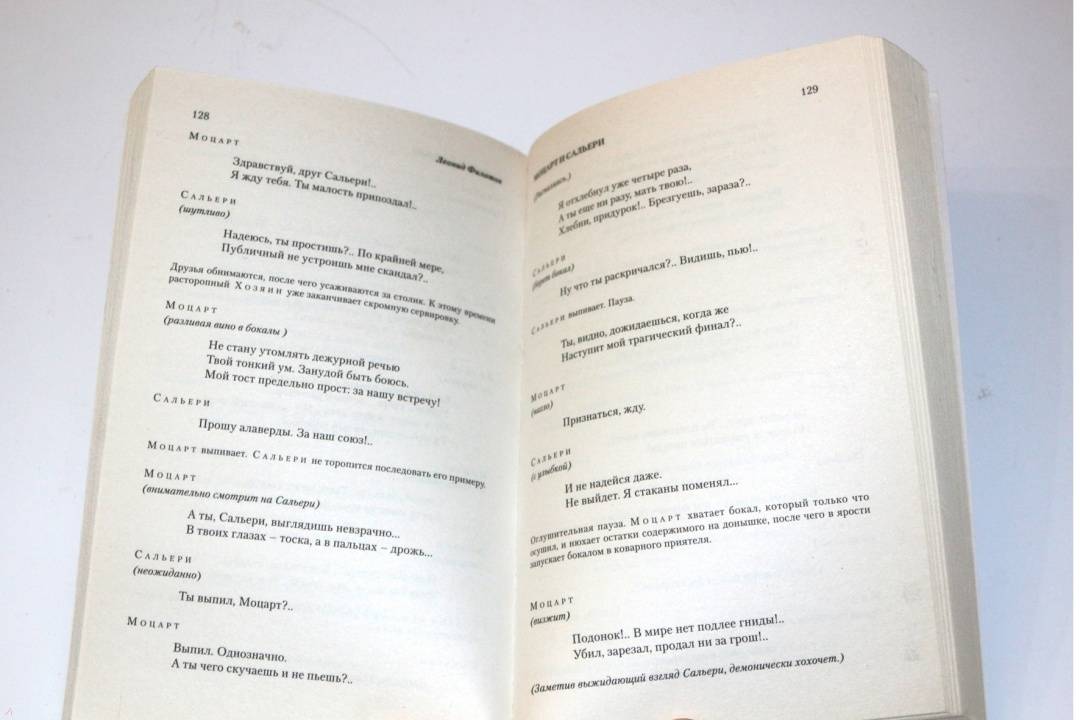 128
Леонид Филатов
МОЦАРТ
Здравствуй, друг Сальери!..
Я жду тебя. Ты малость припоздал!..
САЛЬЕРИ
(шутливо)
Надеюсь, ты простишь?.. По крайней мере,
Публичный не устроишь мне скандал?..
Друзья обнимаются, после чего усаживаются за столик. К этому времени
расторопный Хозяин уже заканчивает скромную сервировку.
МОЦАРТ
(разливая вино в бокалы)
Не стану утомлять дежурной речью
Твой тонкий ум. Занудой быть боюсь.
Мой тост предельно прост: за нашу встречу!
САЛЬЕРИ
Прошу алаверды. За наш союз!..
МОЦАРТ выпивает. САЛЬЕРИ не торопится последовать его примеру.
МОЦАРТ
(внимательно смотрит на Сальери)
А ты, Сальери, выглядишь невзрачно...
В твоих глазах – тоска, а в пальцах – дрожь...
САЛЬЕРИ
(неожиданно)
Ты выпил, Моцарт?..
МОЦАРТ
Выпил. Однозначно.
А ты чего скучаешь и не пьешь?..
129
МОЦАРТ И САЛЬЕРИ
Я отхлебнул уже четыре раза,
А ты еще ни разу, мать твою!..
Хлебни, придурок!.. Брезгуешь, зараза?..
САЛЬЕРИ
(берет бокал)
Ну что ты раскричался?.. Видишь, пью!..
САЛЬЕРИ выпивает. Пауза.
Ты, видно, дожидаешься, когда же
Наступит мой трагический финал?..
МОЦАРТ
Признаться, жду.
САЛЬЕРИ
(с улыбкой)
И не надейся даже.
Не выйдет. Я стаканы поменял...
Оглушительная пауза. МОЦАРТ хватает бокал, который только что
осушил, и нюхает остатки содержимого на донышке, после чего в ярости
запускает бокалом в коварного приятеля.
МОЦАРТ
(визжит)
Подонок!.. В мире нет подлее гниды!..
Убил, зарезал, продал ни за грош!..
(Заметив выжидающий взгляд Сальери, демонически хохочет.)